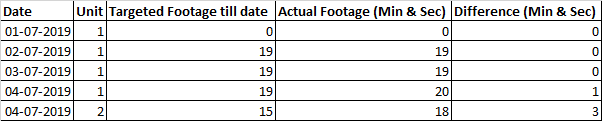 Date Unit Targeted Footage till date Actual Footage (Min & Sec) Difference (Min & Sec)
01-07-2019 1 0 0 0
02-07-2019 1 19 19 0
03-07-2019 1 19 19 0
04-07-2019 1 19 20 1
04-07-2019 2 15 18 3